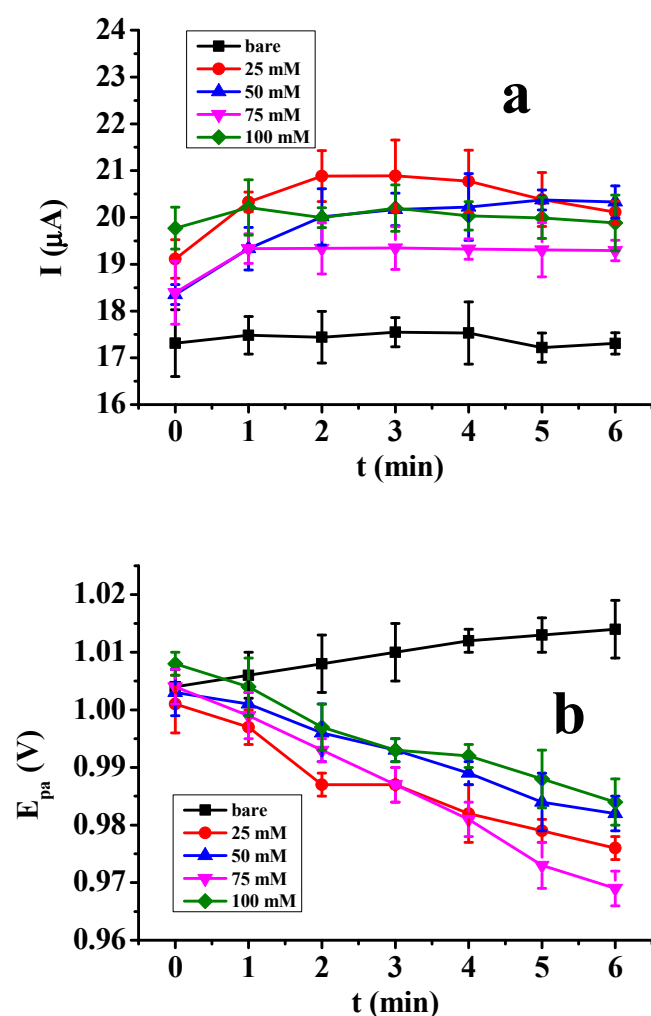 24
23
22
21
20
19
18
17
16
I (µA)
bare
25 mM
50 mM
75 mM
100 mM
a
0 1 2 3 4 5 6
t (min)
1.02
1.01
1.00
0.99
0.98
0.97
0.96
Epa (V)
b
bare
25 mM
50 mM
75 mM
100 mM
0 1 2 3 4 5 6
t (min)